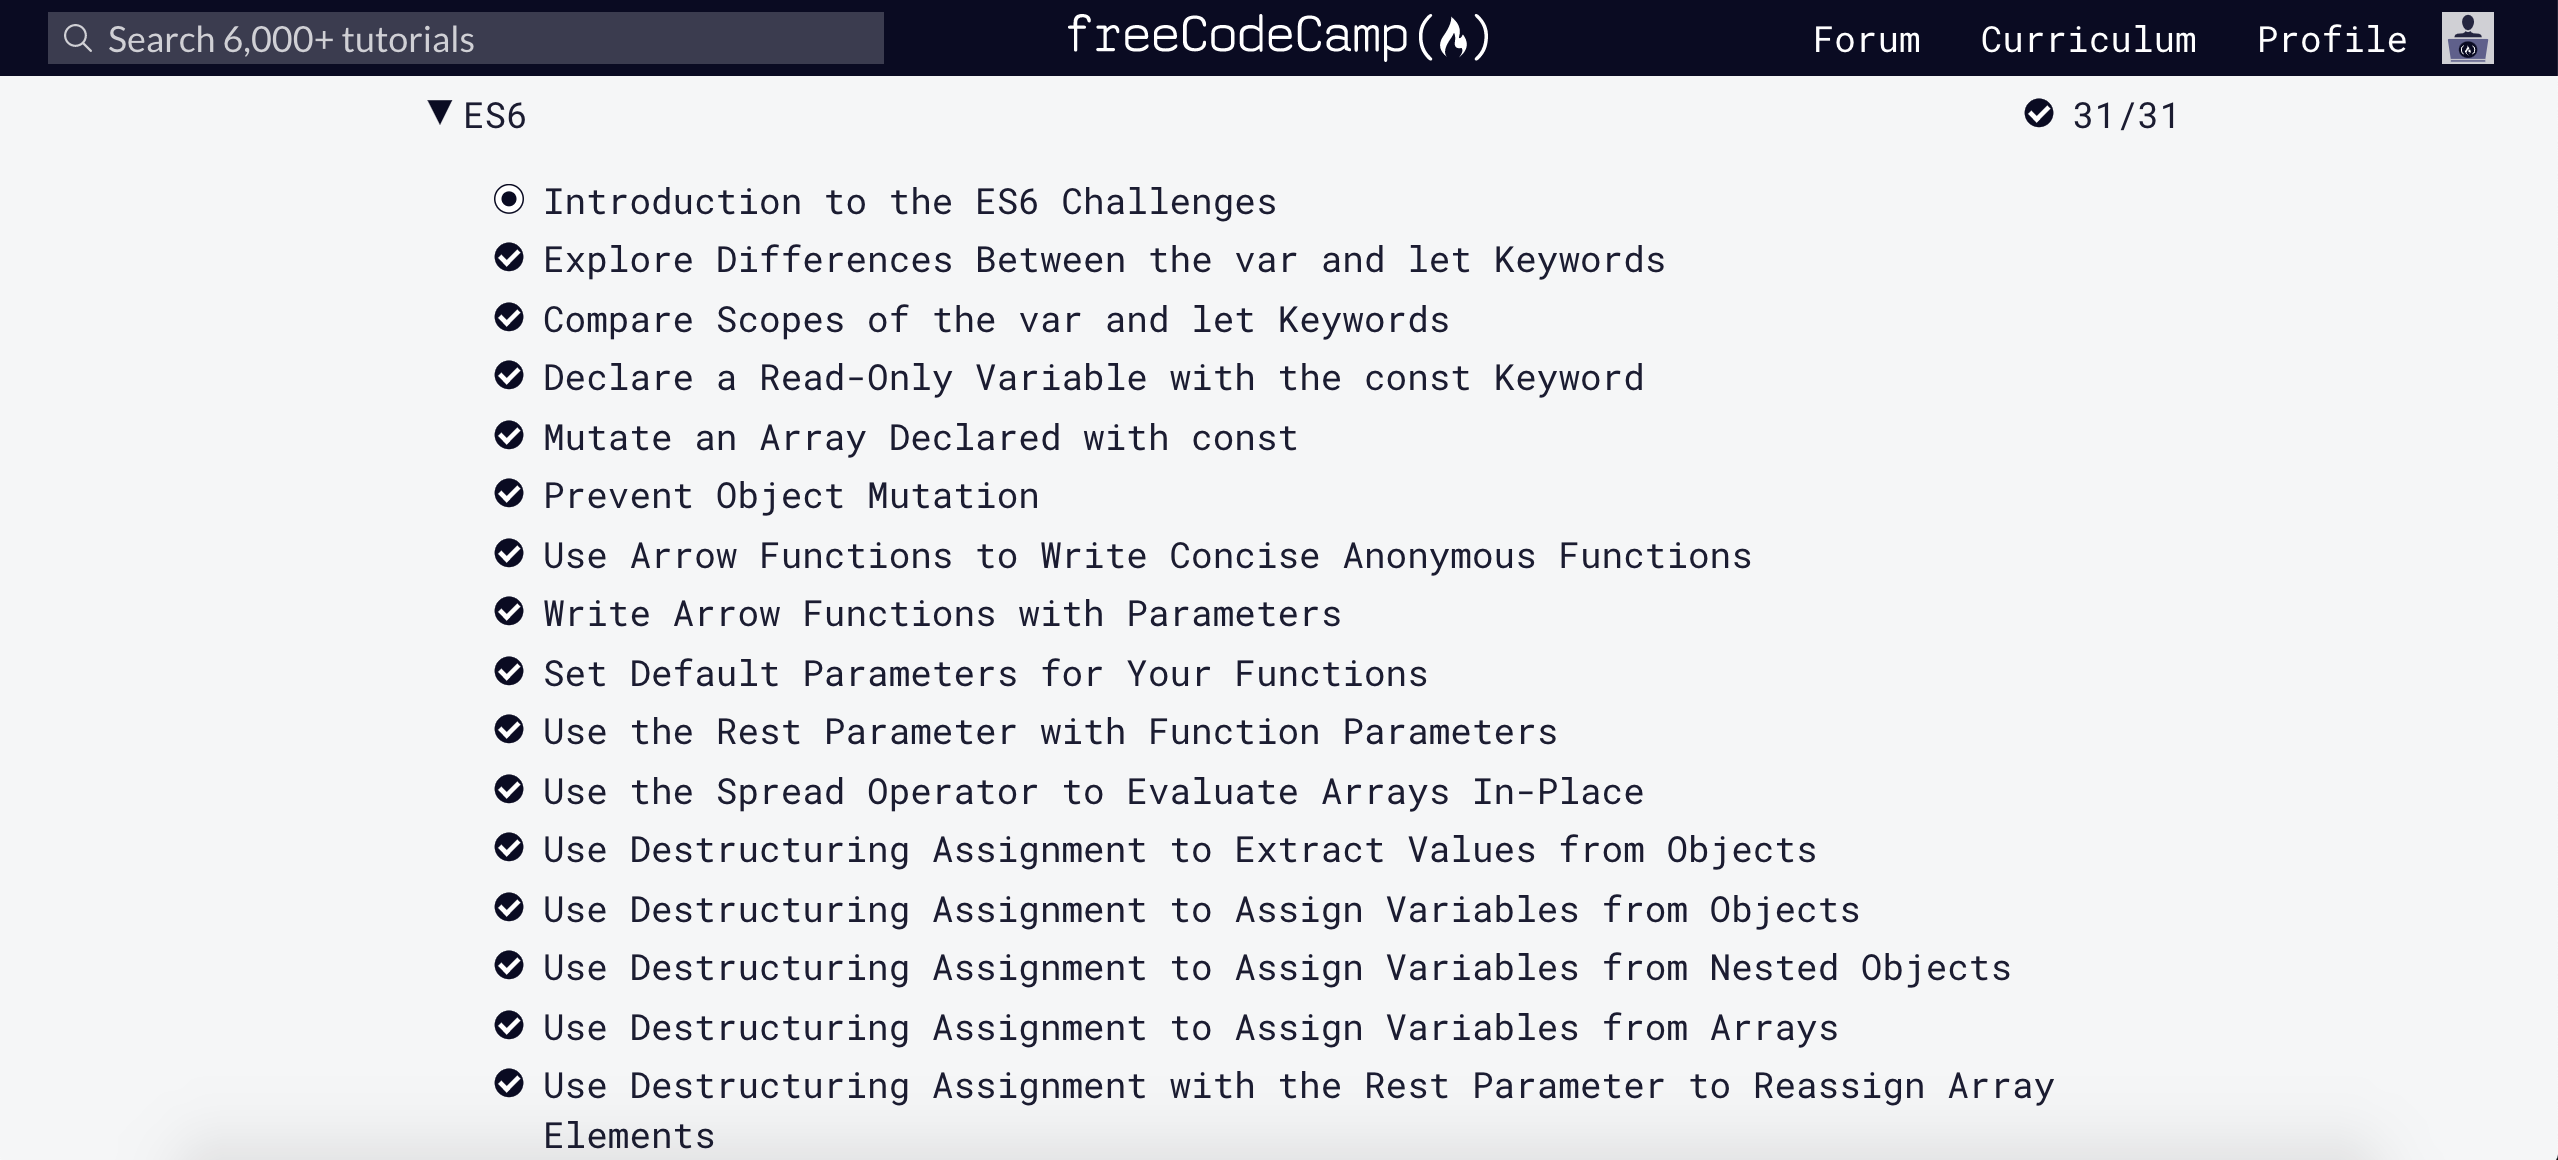 Search 6,000+ tutorials
freeCodeCamp
Forum
Curriculum
Profile
ES6
31/31
Introduction to the ES6 Challenges
Explore Differences Between the var and let Keywords
Compare Scopes of the var and let Keywords
Declare a Read-Only Variable with the const Keyword
Mutate an Array Declared with const
Prevent Object Mutation
Use Arrow Functions to Write Concise Anonymous Functions
Write Arrow Functions with Parameters
Set Default Parameters for Your Functions
Use the Rest Parameter with Function Parameters
Use the Spread Operator to Evaluate Arrays In-Place
Use Destructuring Assignment to Extract Values from Objects
Use Destructuring Assignment to Assign Variables from Objects
Use Destructuring Assignment to Assign Variables from Nested Objects
Use Destructuring Assignment to Assign Variables from Arrays
Use Destructuring Assignment with the Rest Parameter to Reassign Array
Elements